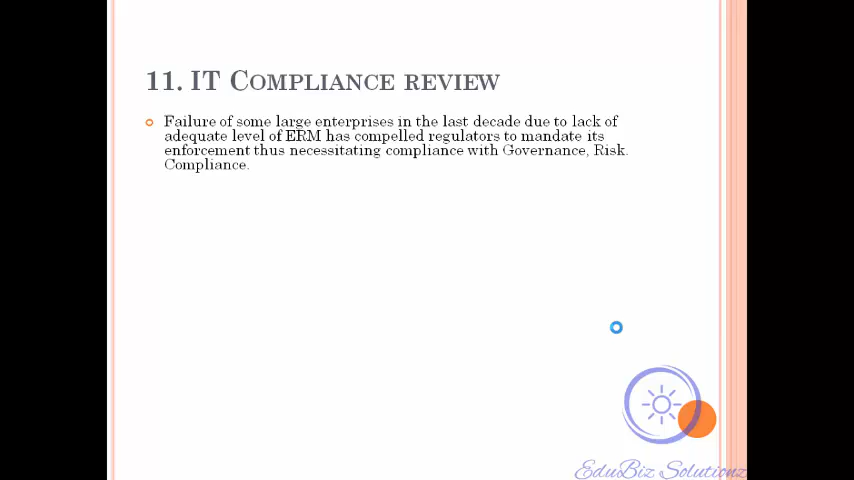 11. IT Compliance review
Failure of some large enterprises in the last decade due to lack of
adequate level of ERM has compelled regulators to mandate its
enforcement thus necessitating compliance with Governance, Risk.
Compliance.
EduBiz Solutionz